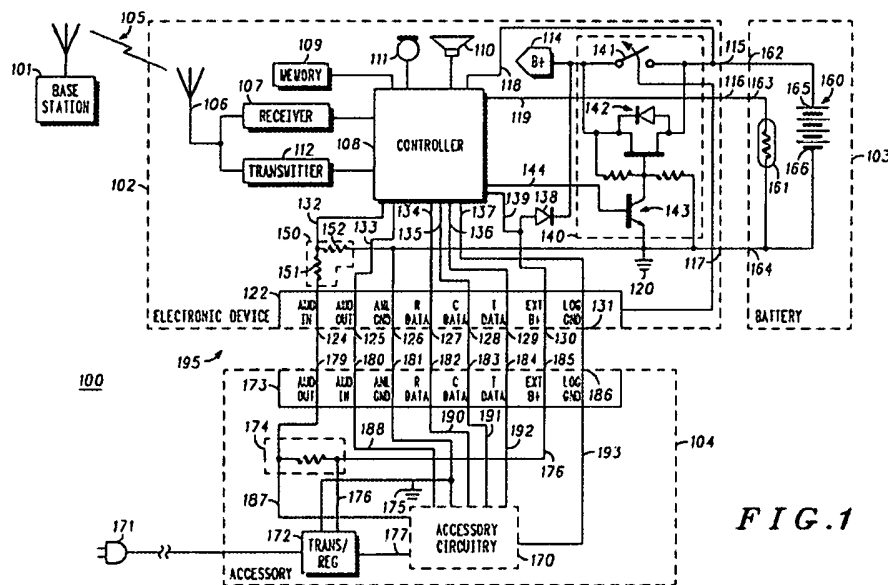 105
109
111
110
114
B+
141
115
162
101
BASE
STATION
MEMORY
118
116
163
165
160
107
119
142
106
RECEIVER
108
CONTROLLER
166
103
112
102
TRANSMITTER
144
161
132
134
137
139
138
143
150
152
133
135
136
140
151
120
117
164
122
ELECTRONIC DEVICE
AUD
IN
AUD
OUT
ANL
GND
R
DATA
C
DATA
T
DATA
EXT
B+
LOG
GND
131
BATTERY
124
125
126
127
128
129
130
195
179
180
181
182
183
184
185
100
173
AUD
OUT
AUD
IN
ANL
GND
R
DATA
C
DATA
T
DATA
EXT
B+
LOG
GND
186
174
188
190
191
192
176
193
104
187
176
175
171
172
TRANS/
REG
177
ACCESSORY
CIRCUITRY
170
ACCESSORY
FIG.1